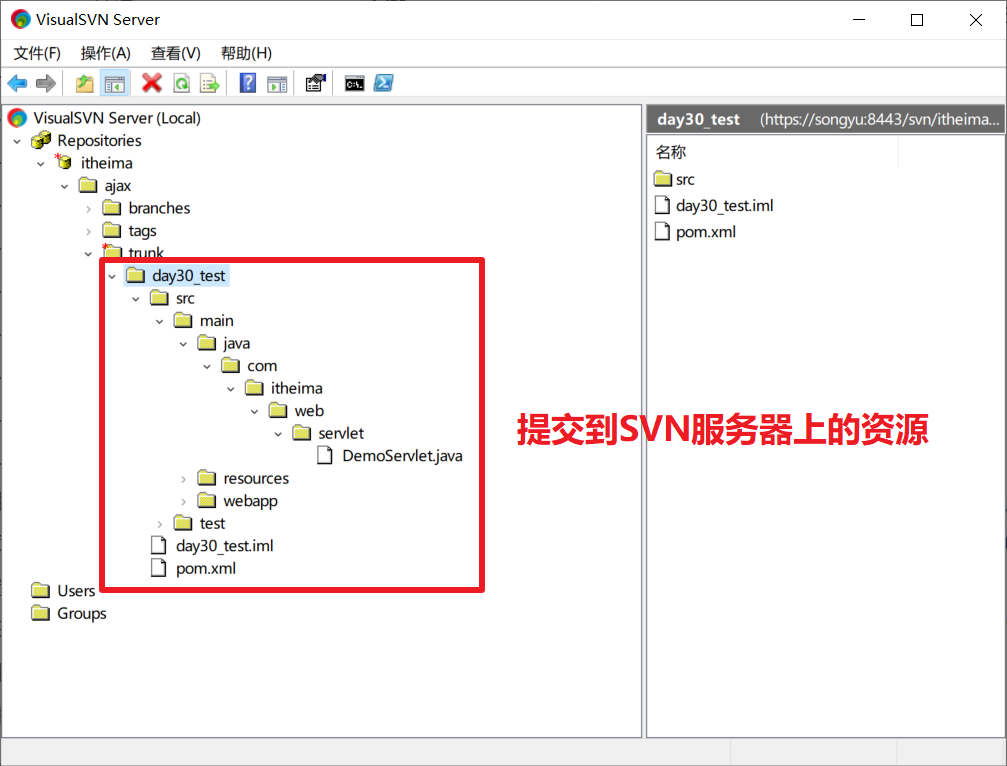 VisualSVN Server
文件(F) 操作(A) 查看(V) 帮助(H)
VisualSVN Server (Local)
Repositories
itheima
ajax
branches
tags
trunk
day30_test
src
main
java
com
itheima
web
servlet
DemoServlet.java
resources
webapp
test
day30_test.iml
pom.xml
Users
Groups
提交到SVN服务器上的资源
day30_test (https://songyu:8443/svn/itheima...
名称
src
day30_test.iml
pom.xml